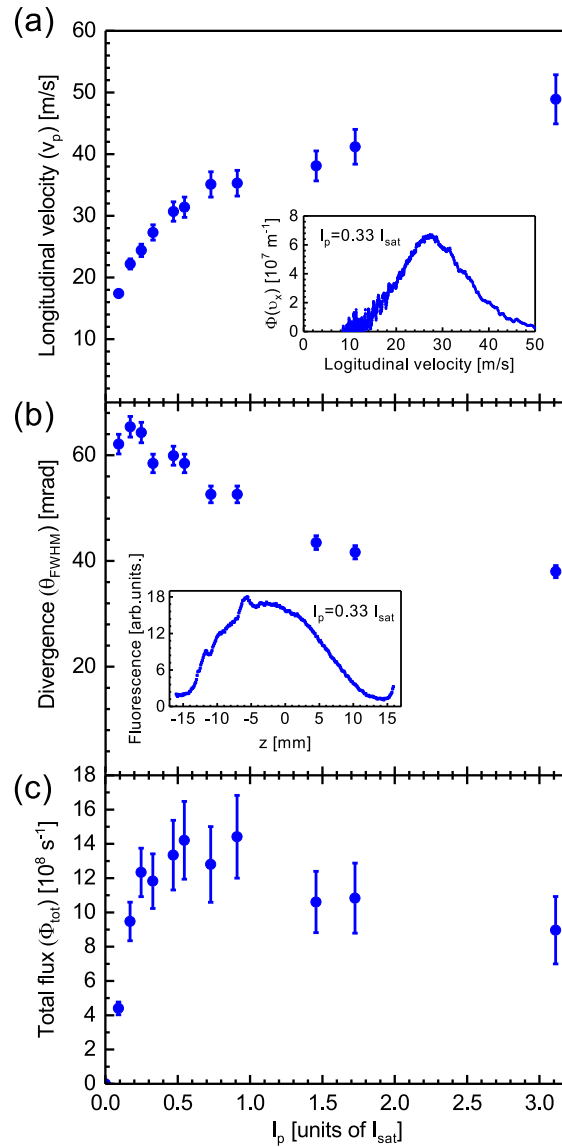 (a)
60
50
40
30
20
10
Longitudinal velocity (v_p) [m/s]
I_p=0.33 I_sat
8
6
4
2
0
Φ(υ_x) [10^7 m^-1]
0 10 20 30 40 50
Logitudinal velocity [m/s]
(b)
60
40
20
Divergence (θ_FWHM) [mrad]
I_p=0.33 I_sat
18
12
6
0
Fluorescence [arb.units.]
-15 -10 -5 0 5 10 15
z [mm]
(c)
18
16
14
12
10
8
6
4
2
0
Total flux (Φ_tot) [10^8 s^-1]
0.0 0.5 1.0 1.5 2.0 2.5 3.0
I_p [units of I_sat]